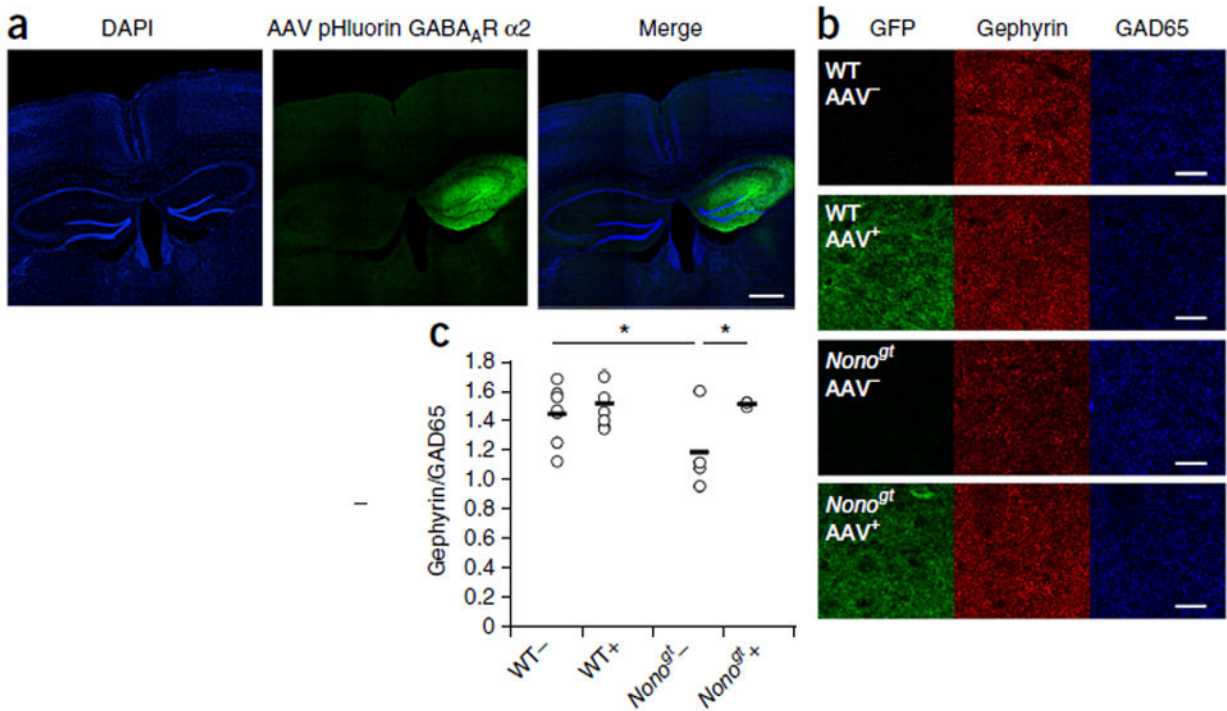 a
DAPI
AAV pHluorin GABA_AR α2
Merge
b
GFP
Gephyrin
GAD65
WT
AAV⁻
WT
AAV⁺
Nonoᵍᵗ
AAV⁻
Nonoᵍᵗ
AAV⁺
c
*
*
Gephyrin/GAD65
1.8
1.6
1.4
1.2
1.0
0.8
0.6
0.4
0.2
0
WT–
WT+
Nonoᵍᵗ–
Nonoᵍᵗ+
–